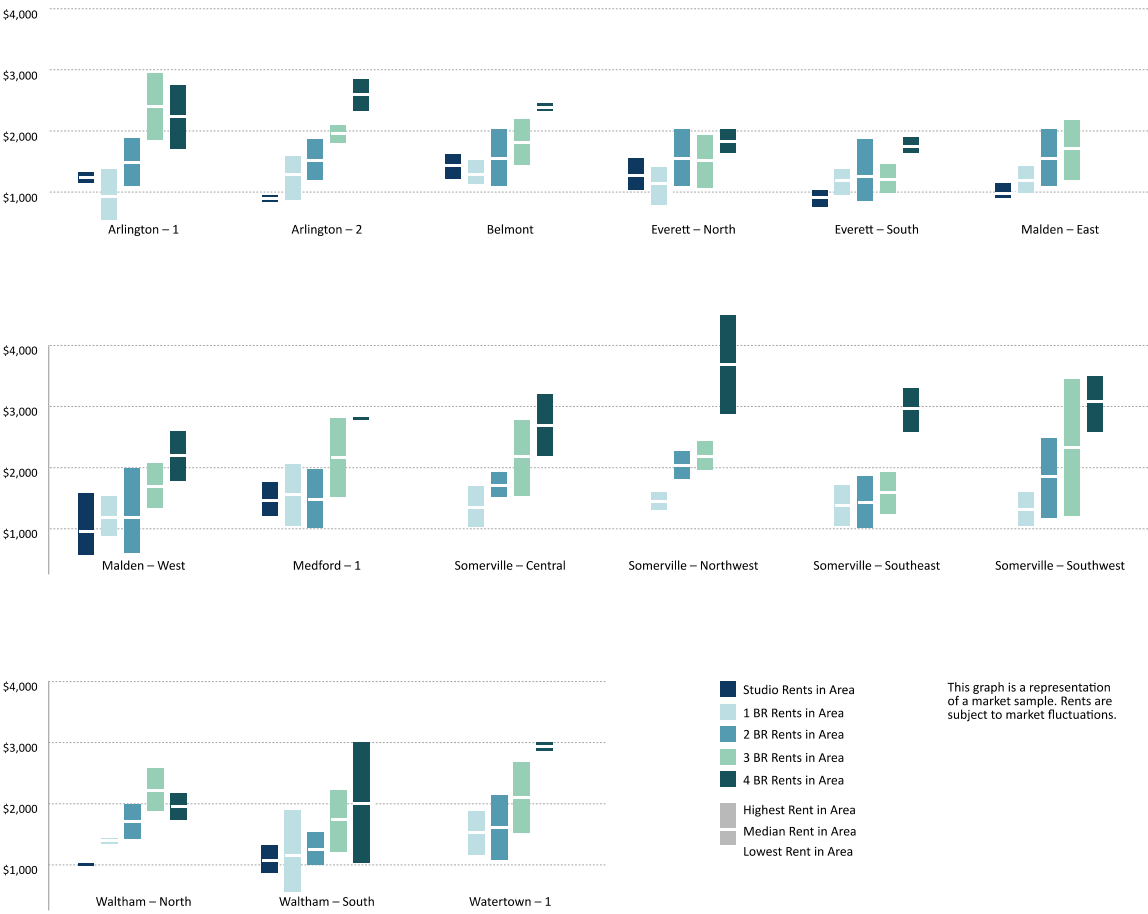 $4,000
$3,000
$2,000
$1,000
Arlington – 1
Arlington – 2
Belmont
Everett – North
Everett – South
Malden – East
$4,000
$3,000
$2,000
$1,000
Malden – West
Medford – 1
Somerville – Central
Somerville – Northwest
Somerville – Southeast
Somerville – Southwest
$4,000
$3,000
$2,000
$1,000
Waltham – North
Waltham – South
Watertown – 1
Studio Rents in Area
1 BR Rents in Area
2 BR Rents in Area
3 BR Rents in Area
4 BR Rents in Area
Highest Rent in Area
Median Rent in Area
Lowest Rent in Area
This graph is a representation
of a market sample. Rents are
subject to market fluctuations.